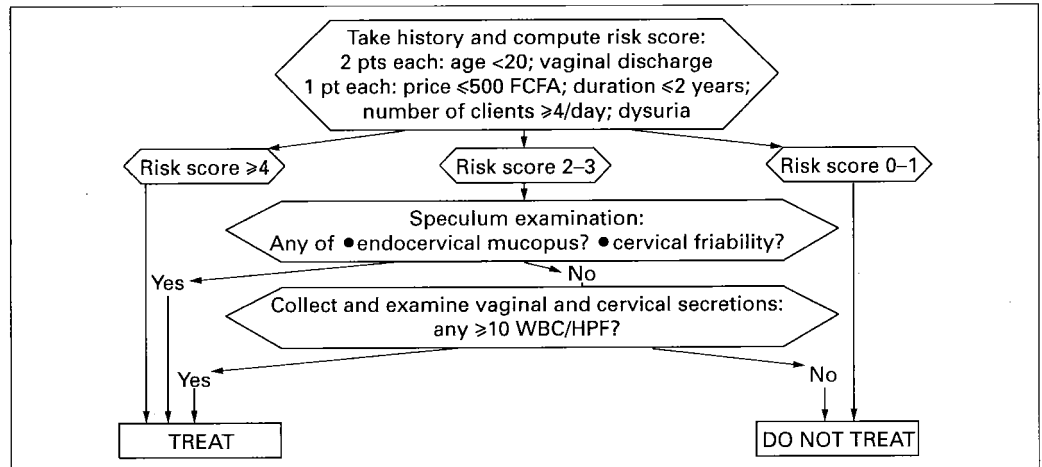 Take history and compute risk score:
2 pts each: age <20; vaginal discharge
1 pt each: price ⩽500 FCFA; duration ⩽2 years;
number of clients ⩾4/day; dysuria
Risk score ⩾4
Risk score 2–3
Risk score 0–1
Speculum examination:
Any of ●endocervical mucopus? ●cervical friability?
Yes
No
Collect and examine vaginal and cervical secretions:
any ⩾10 WBC/HPF?
Yes
No
TREAT
DO NOT TREAT